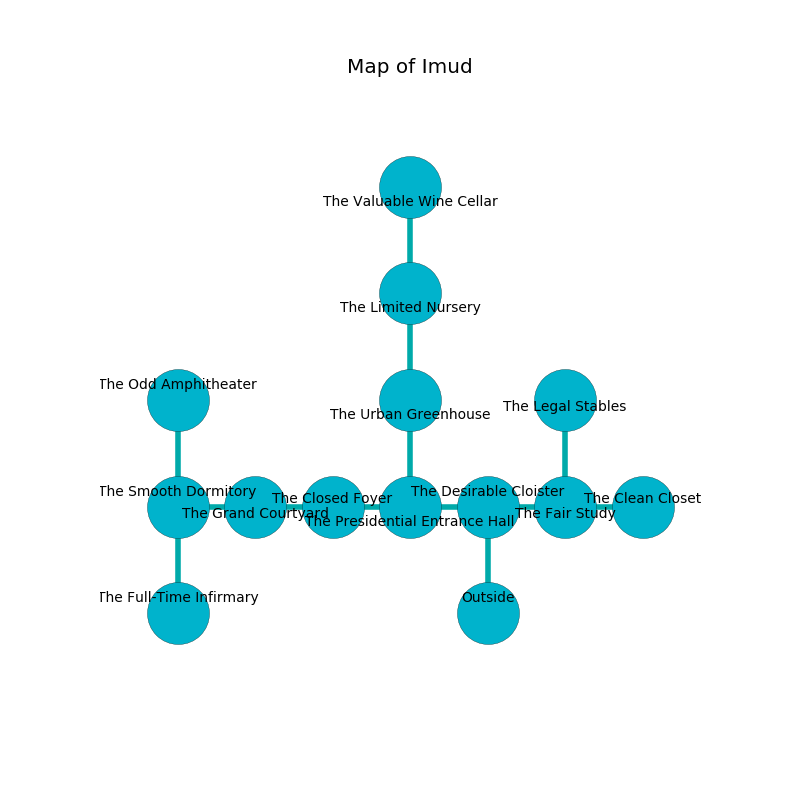 Map of Imud
The Valuable Wine Cellar
The Limited Nursery
The Odd Amphitheater
The Urban Greenhouse
The Legal Stables
The Smooth Dormitory
The Grand Courtyard
The Closed Foyer
The Presidential Entrance Hall
The Desirable Cloister
The Fair Study
The Clean Closet
The Full-Time Infirmary
Outside